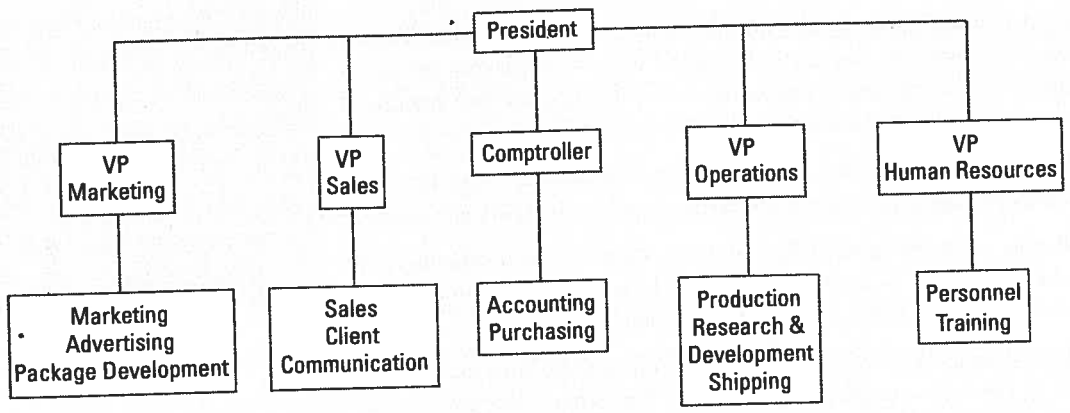 President
VP
Marketing
VP
Sales
Comptroller
VP
Operations
VP
Human Resources
Marketing
Advertising
Package Development
Sales
Client
Communication
Accounting
Purchasing
Production
Research &
Development
Shipping
Personnel
Training